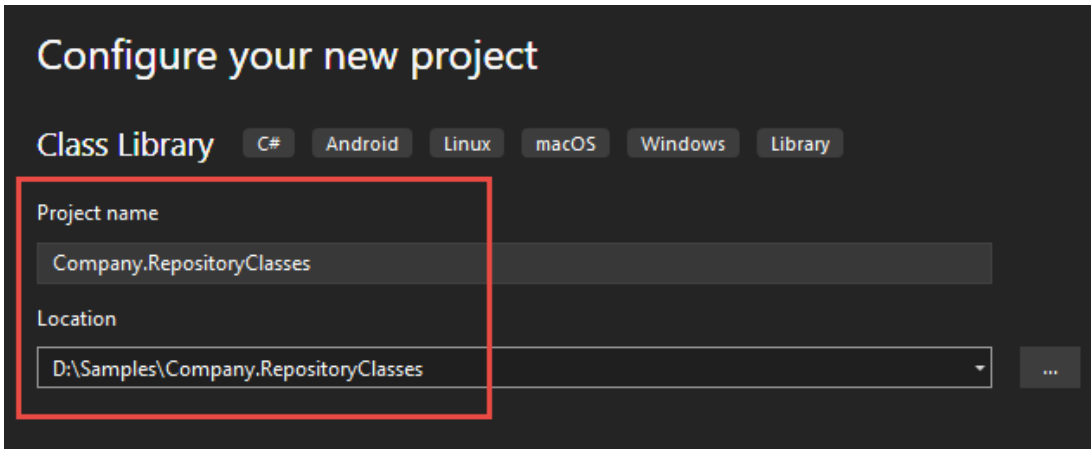 Configure your new project
Class Library C# Android Linux macOS Windows Library
Project name
Company.RepositoryClasses
Location
D:\Samples\Company.RepositoryClasses
...